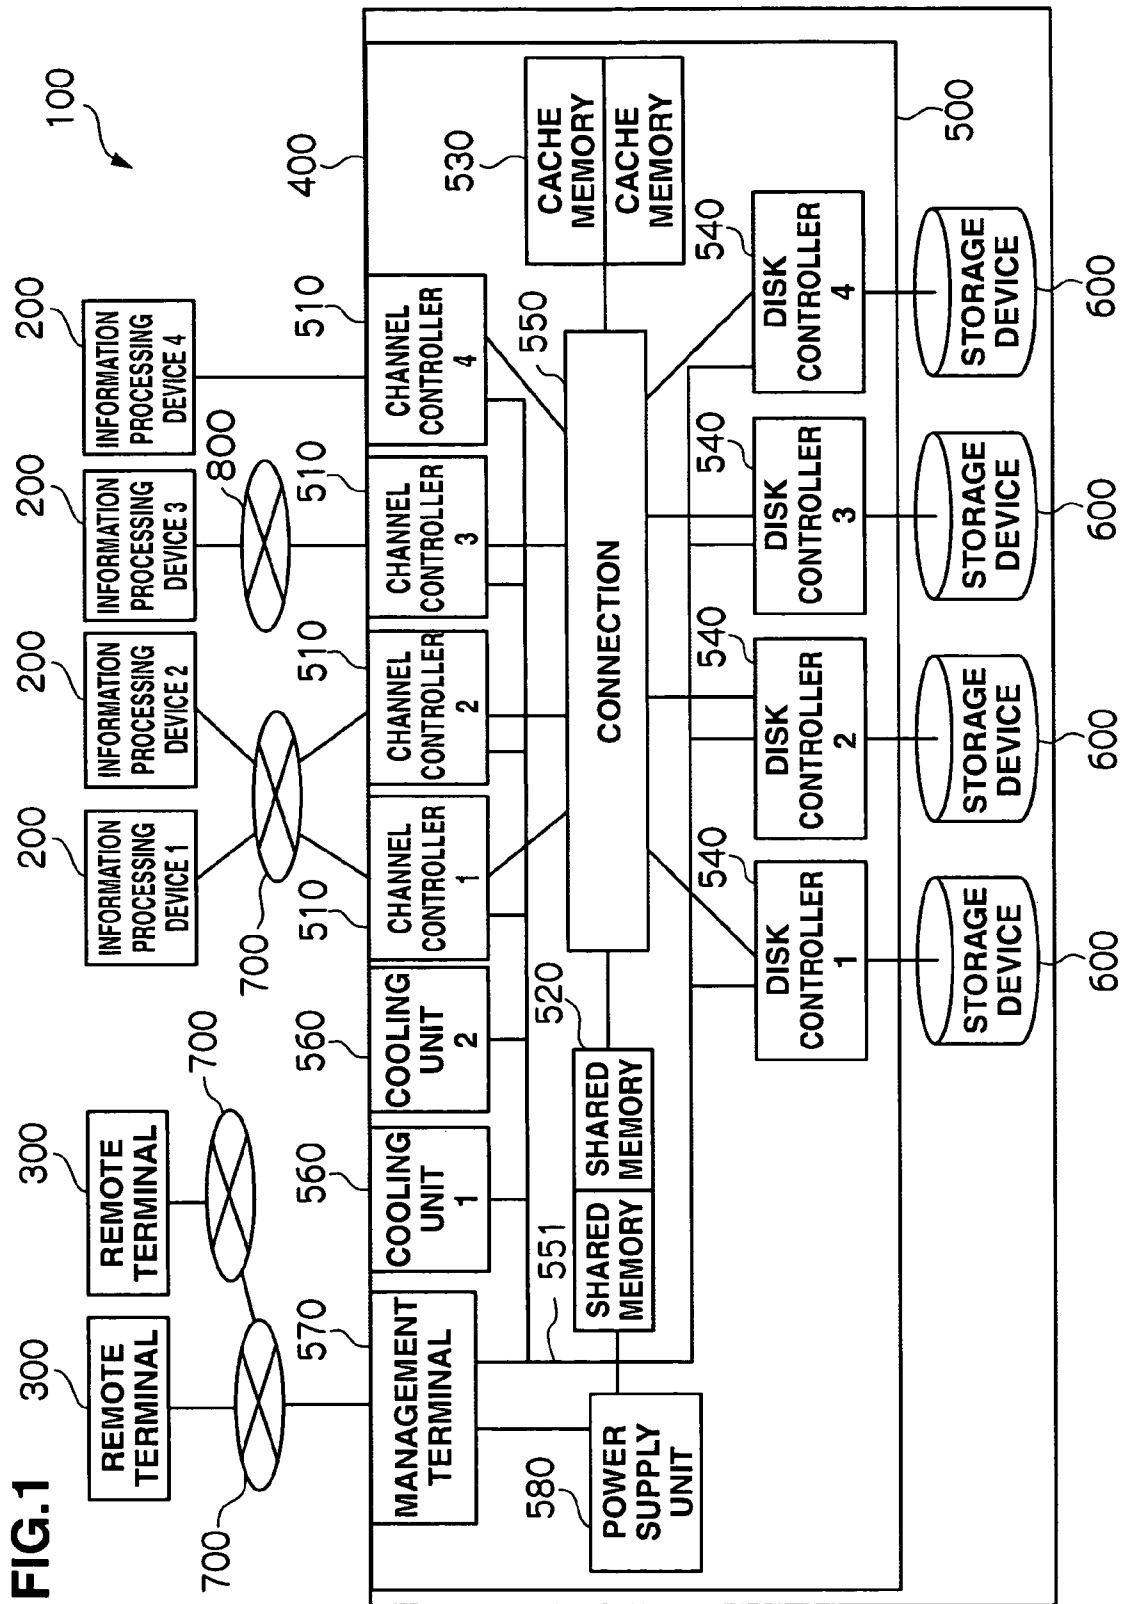 FIG.1
100
300
REMOTE
TERMINAL
300
REMOTE
TERMINAL
200
INFORMATION
PROCESSING
DEVICE 1
200
INFORMATION
PROCESSING
DEVICE 2
200
INFORMATION
PROCESSING
DEVICE 3
200
INFORMATION
PROCESSING
DEVICE 4
700
700
700
800
400
570
MANAGEMENT
TERMINAL
560
COOLING
UNIT
1
560
COOLING
UNIT
2
510
CHANNEL
CONTROLLER
1
510
CHANNEL
CONTROLLER
2
510
CHANNEL
CONTROLLER
3
510
CHANNEL
CONTROLLER
4
530
CACHE
MEMORY
CACHE
MEMORY
580
POWER
SUPPLY
UNIT
551
SHARED
MEMORY
SHARED
MEMORY
520
CONNECTION
550
540
DISK
CONTROLLER
1
540
DISK
CONTROLLER
2
540
DISK
CONTROLLER
3
540
DISK
CONTROLLER
4
500
STORAGE
DEVICE
600
STORAGE
DEVICE
600
STORAGE
DEVICE
600
STORAGE
DEVICE
600